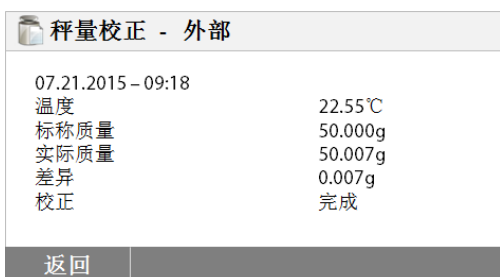 秤量校正 - 外部
07.21.2015 – 09:18
温度 22.55℃
标称质量 50.000g
实际质量 50.007g
差异 0.007g
校正 完成
返回